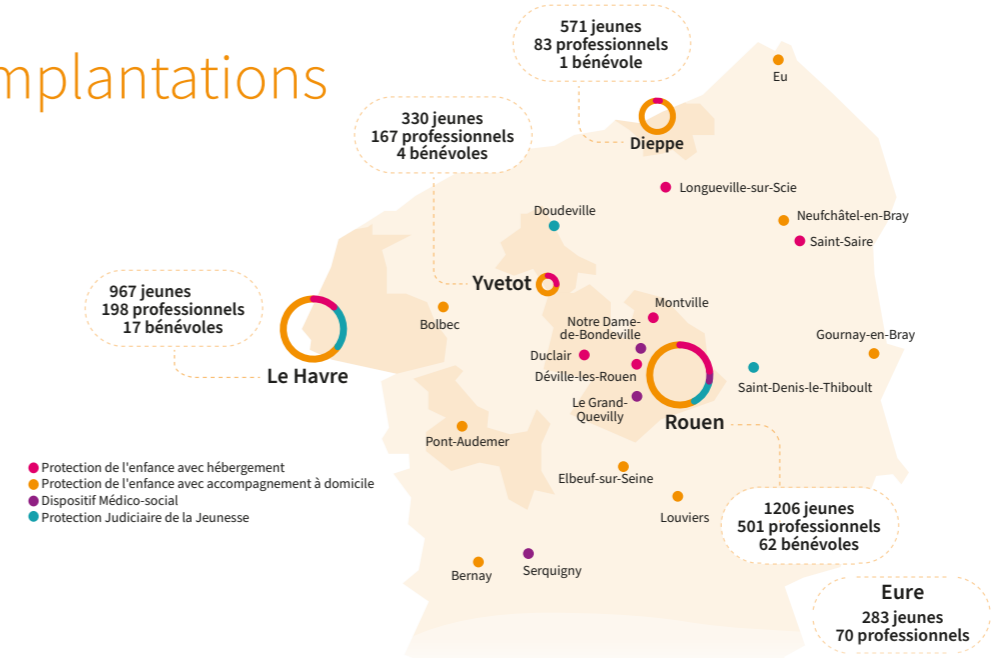 mplantations
571 jeunes
83 professionnels
1 bénévole
Eu
330 jeunes
167 professionnels
4 bénévoles
Dieppe
Longueville-sur-Scie
Doudeville
Neufchâtel-en-Bray
Saint-Saire
967 jeunes
198 professionnels
17 bénévoles
Yvetot
Bolbec
Montville
Notre Dame-
de-Bondeville
Gournay-en-Bray
Duclair
Déville-les-Rouen
Le Havre
Saint-Denis-le-Thiboult
Le Grand-
Quevilly
Rouen
Pont-Audemer
Protection de l'enfance avec hébergement
Protection de l'enfance avec accompagnement à domicile
Dispositif Médico-social
Protection Judiciaire de la Jeunesse
Elbeuf-sur-Seine
Louviers
1206 jeunes
501 professionnels
62 bénévoles
Bernay
Serquigny
Eure
283 jeunes
70 professionnels